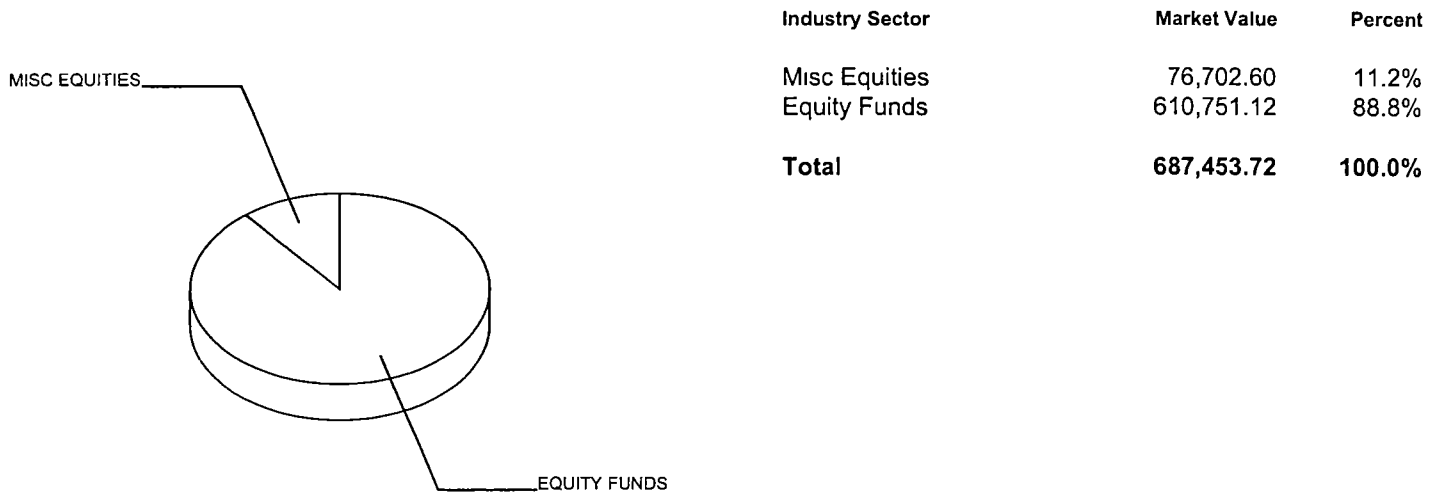 Industry Sector Market Value Percent
MISC EQUITIES
Misc Equities 76,702.60 11.2%
Equity Funds 610,751.12 88.8%
Total 687,453.72 100.0%
EQUITY FUNDS